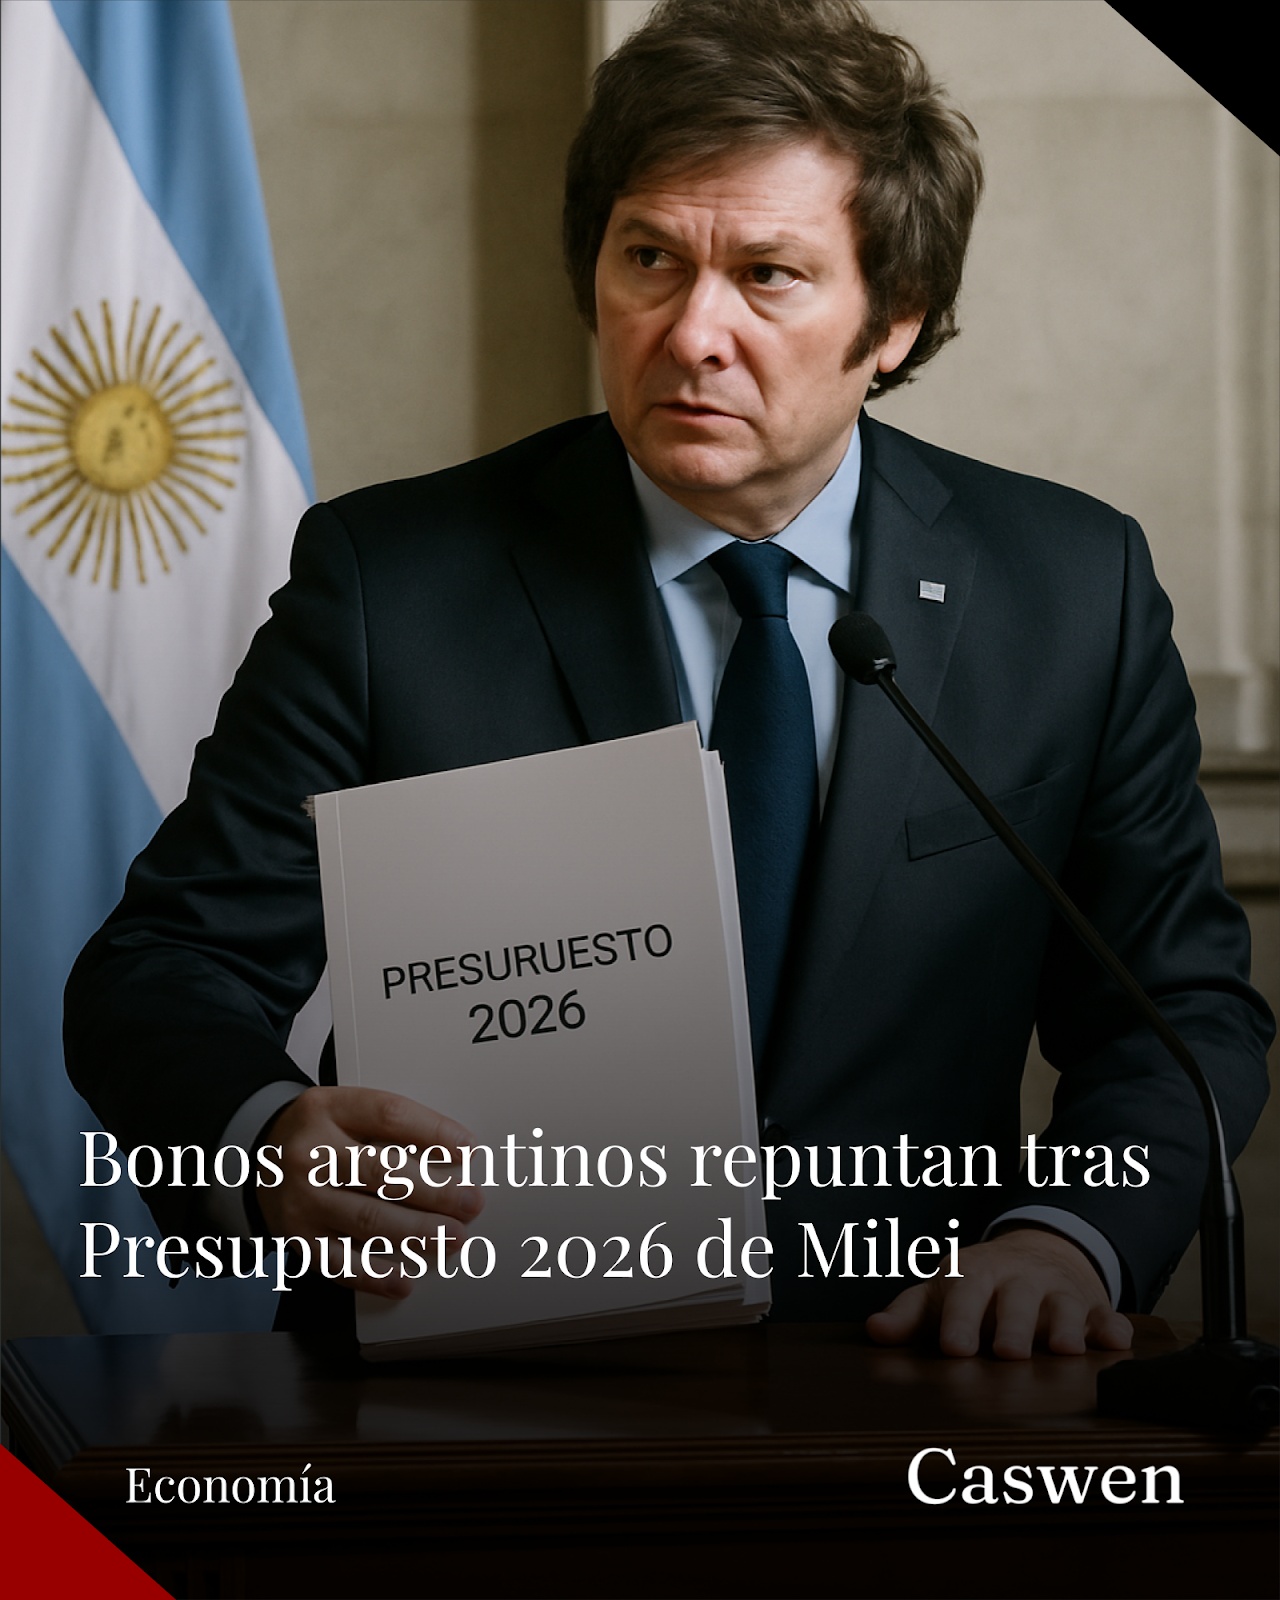 PRESURUESTO
2026
Bonos argentinos repuntan tras
Presupuesto 2026 de Milei
Economía
Caswen